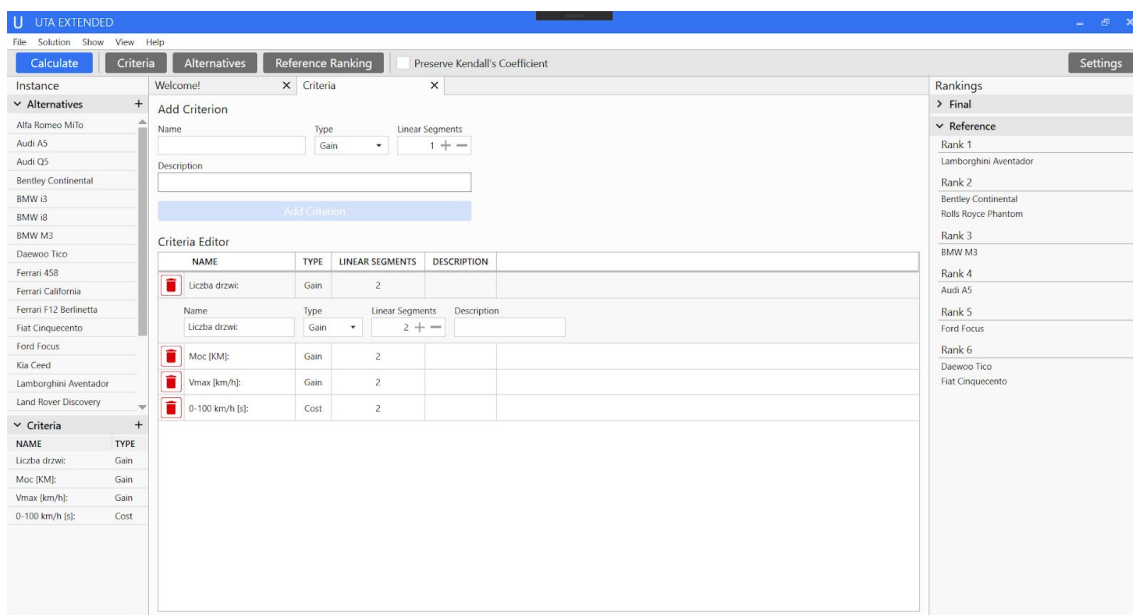 U UTA EXTENDED
File Solution Show View Help
Calculate Criteria Alternatives Reference Ranking Preserve Kendall's Coefficient Settings
Instance
Alternatives +
Alfa Romeo MiTo
Audi A5
Audi Q5
Bentley Continental
BMW i3
BMW i8
BMW M3
Daewoo Tico
Ferrari 458
Ferrari California
Ferrari F12 Berlinetta
Fiat Cinquecento
Ford Focus
Kia Ceed
Lamborghini Aventador
Land Rover Discovery
Criteria +
NAME TYPE
Liczba drzwi: Gain
Moc [KM]: Gain
Vmax [km/h]: Gain
0-100 km/h [s]: Cost
Welcome! X Criteria X
Add Criterion
Name Type Linear Segments
Gain 1 + −
Description
Add Criterion
Criteria Editor
NAME TYPE LINEAR SEGMENTS DESCRIPTION
Liczba drzwi: Gain 2
Name Type Linear Segments Description
Liczba drzwi: Gain 2 + −
Moc [KM]: Gain 2
Vmax [km/h]: Gain 2
0-100 km/h [s]: Cost 2
Rankings
Final
Reference
Rank 1
Lamborghini Aventador
Rank 2
Bentley Continental
Rolls Royce Phantom
Rank 3
BMW M3
Rank 4
Audi A5
Rank 5
Ford Focus
Rank 6
Daewoo Tico
Fiat Cinquecento